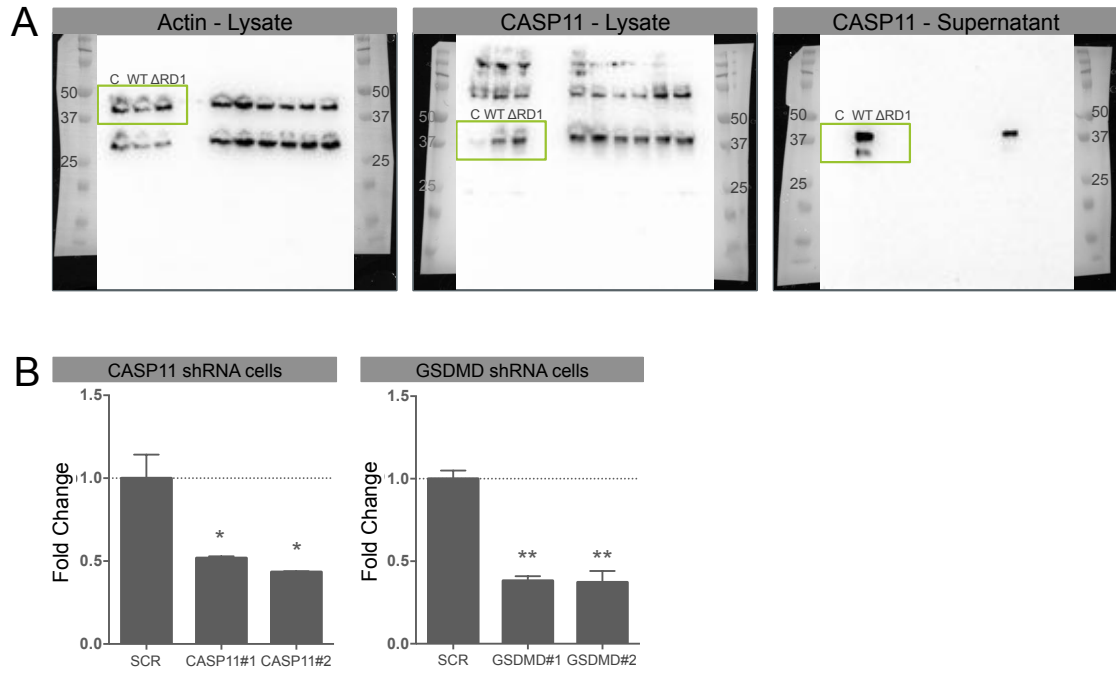 A
Actin - Lysate
C WT ΔRD1
50
37
25
50
37
25
CASP11 - Lysate
C WT ΔRD1
50
37
25
50
37
25
CASP11 - Supernatant
C WT ΔRD1
50
37
25
50
37
25
B
CASP11 shRNA cells
Fold Change
1.5
1.0
0.5
0.0
*
*
SCR CASP11#1 CASP11#2
GSDMD shRNA cells
Fold Change
1.5
1.0
0.5
0.0
**
**
SCR GSDMD#1 GSDMD#2